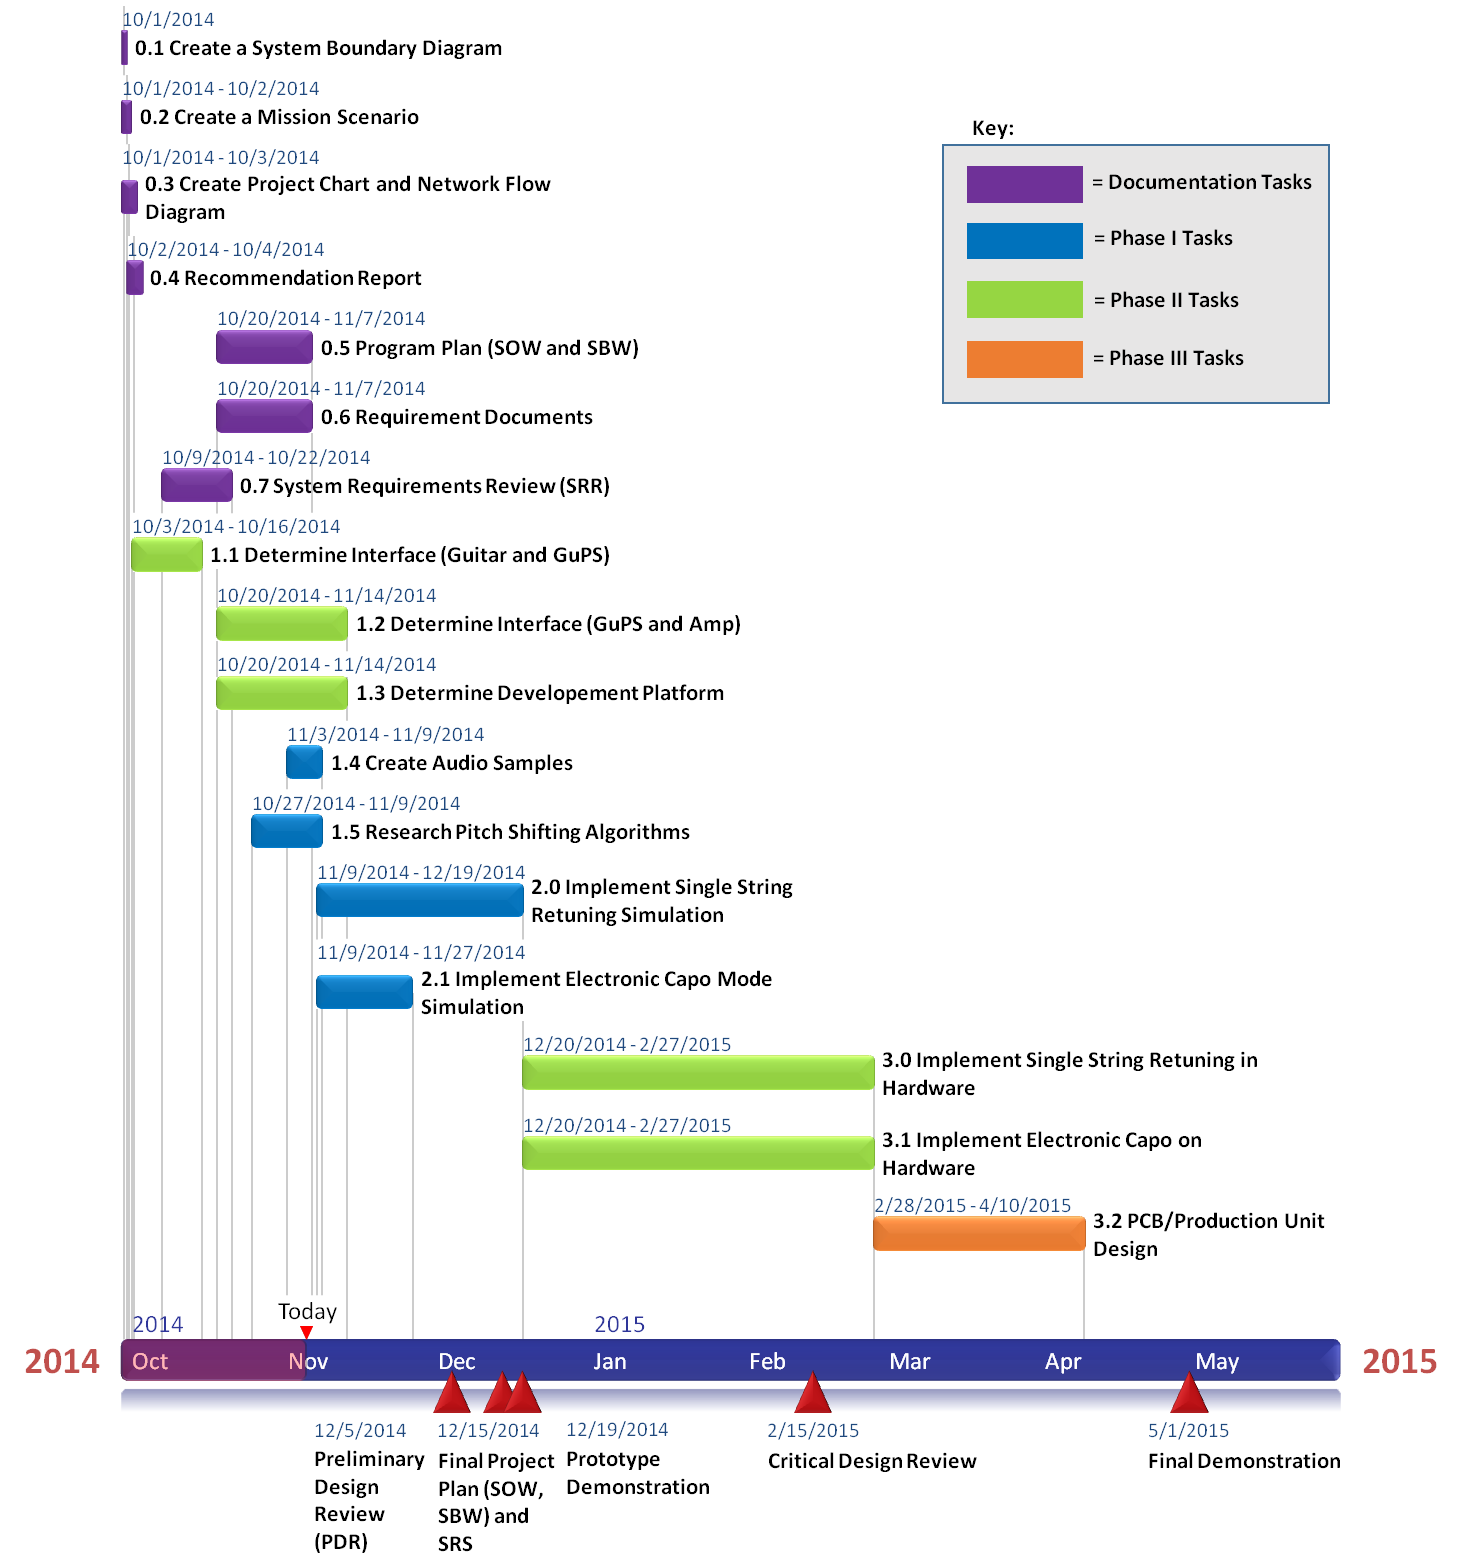 10/1/2014
0.1 Create a System Boundary Diagram
10/1/2014 - 10/2/2014
0.2 Create a Mission Scenario
10/1/2014 - 10/3/2014
0.3 Create Project Chart and Network Flow
Diagram
10/2/2014 - 10/4/2014
0.4 Recommendation Report
10/20/2014 - 11/7/2014
0.5 Program Plan (SOW and SBW)
10/20/2014 - 11/7/2014
0.6 Requirement Documents
10/9/2014 - 10/22/2014
0.7 System Requirements Review (SRR)
10/3/2014 - 10/16/2014
1.1 Determine Interface (Guitar and GuPS)
10/20/2014 - 11/14/2014
1.2 Determine Interface (GuPS and Amp)
10/20/2014 - 11/14/2014
1.3 Determine Developement Platform
11/3/2014 - 11/9/2014
1.4 Create Audio Samples
10/27/2014 - 11/9/2014
1.5 Research Pitch Shifting Algorithms
11/9/2014 - 12/19/2014
2.0 Implement Single String
Retuning Simulation
11/9/2014 - 11/27/2014
2.1 Implement Electronic Capo Mode
Simulation
12/20/2014 - 2/27/2015
3.0 Implement Single String Retuning in
Hardware
12/20/2014 - 2/27/2015
3.1 Implement Electronic Capo on
Hardware
2/28/2015 - 4/10/2015
3.2 PCB/Production Unit
Design
Key:
= Documentation Tasks
= Phase I Tasks
= Phase II Tasks
= Phase III Tasks
Today
2014 2015
2014 Oct Nov Dec Jan Feb Mar Apr May 2015
12/5/2014
Preliminary
Design
Review
(PDR)
12/15/2014
Final Project
Plan (SOW,
SBW) and
SRS
12/19/2014
Prototype
Demonstration
2/15/2015
Critical Design Review
5/1/2015
Final Demonstration